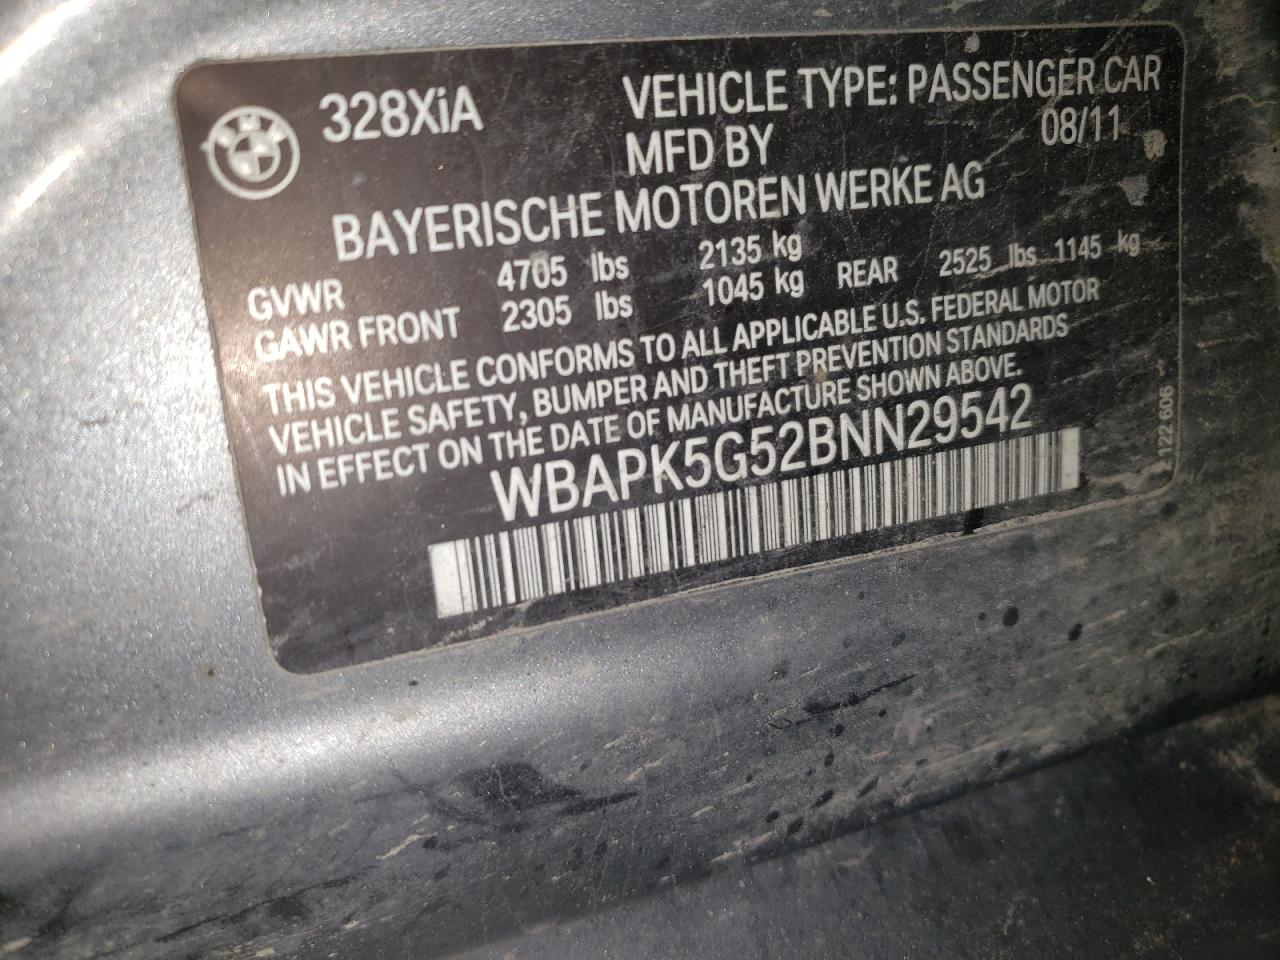 BMW
328XiA
VEHICLE TYPE: PASSENGER CAR
MFD BY 08/11
BAYERISCHE MOTOREN WERKE AG
GVWR 4705 lbs 2135 kg
GAWR FRONT 2305 lbs 1045 kg REAR 2525 lbs 1145 kg
THIS VEHICLE CONFORMS TO ALL APPLICABLE U.S. FEDERAL MOTOR
VEHICLE SAFETY, BUMPER AND THEFT PREVENTION STANDARDS
IN EFFECT ON THE DATE OF MANUFACTURE SHOWN ABOVE.
WBAPK5G52BNN29542